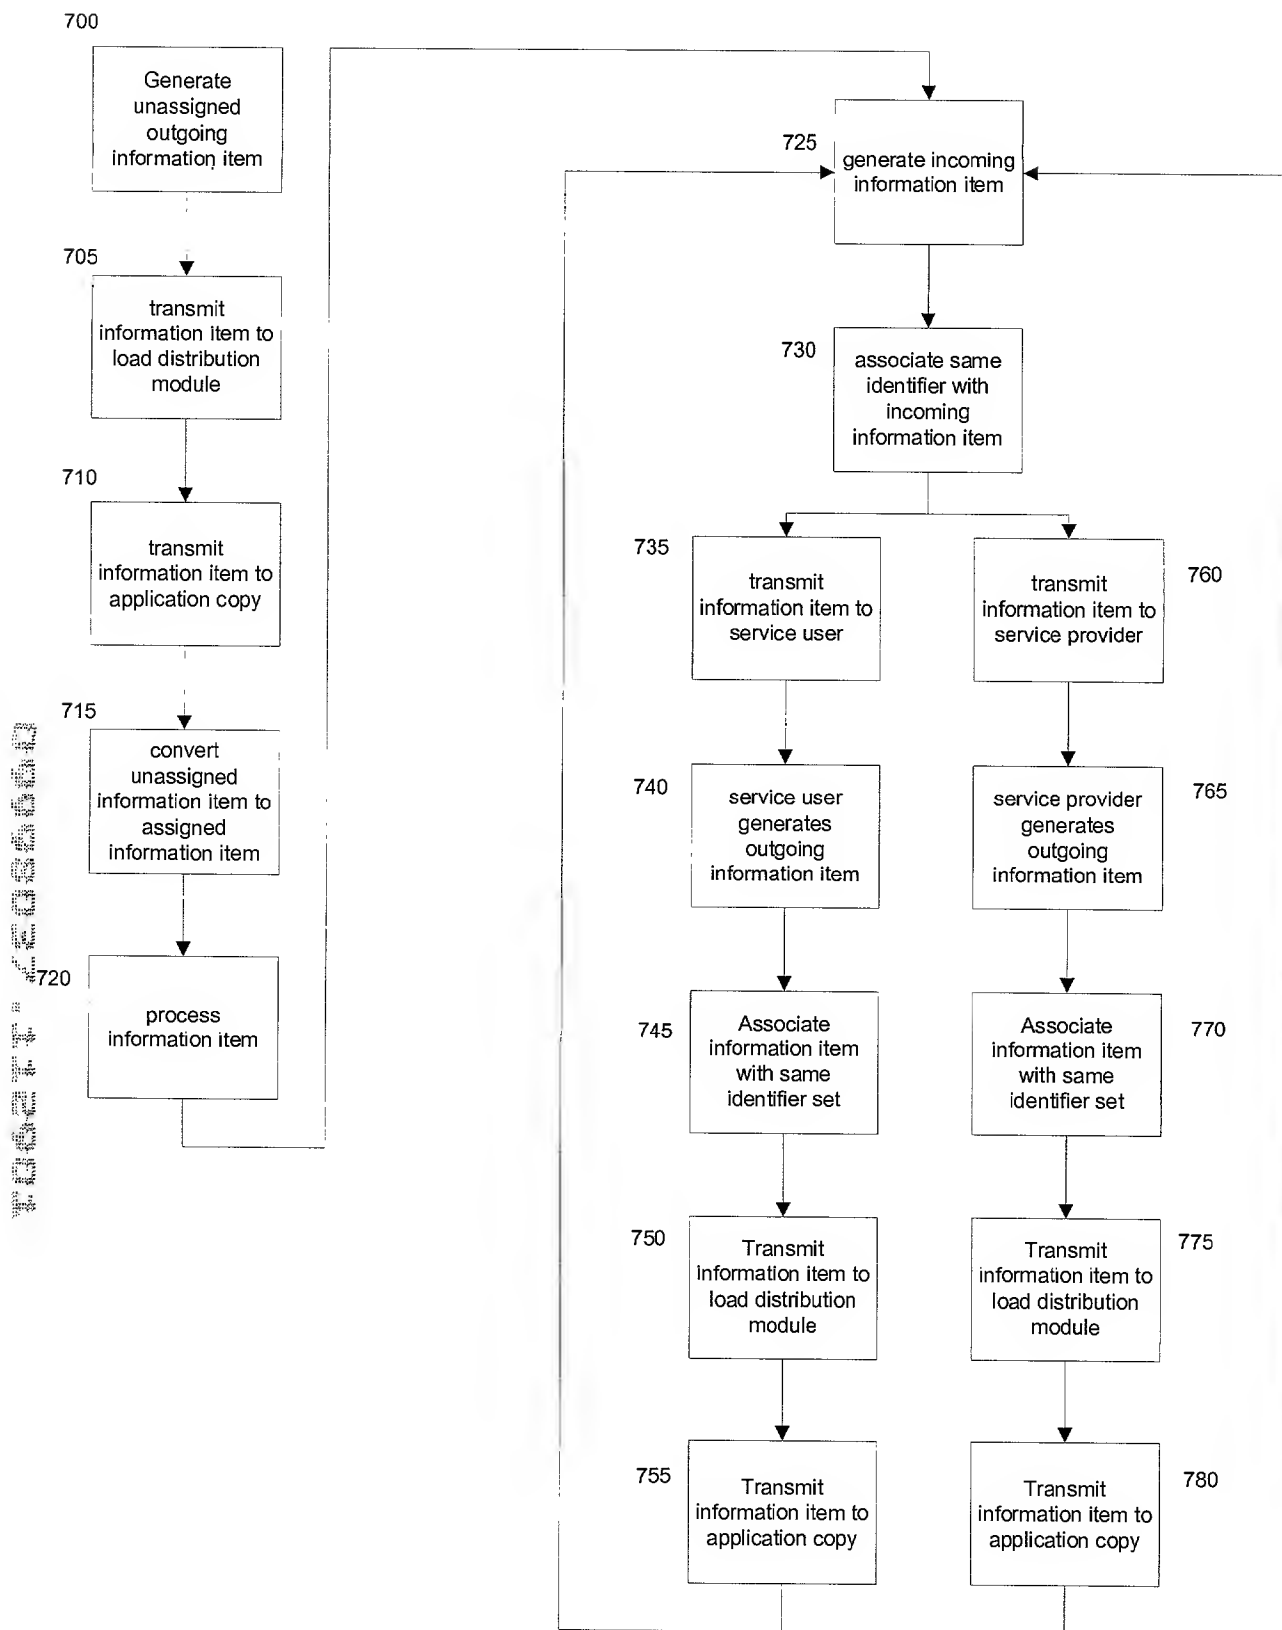 700
Generate
unassigned
outgoing
information item
705
transmit
information item to
load distribution
module
710
transmit
information item to
application copy
715
convert
unassigned
information item to
assigned
information item
720
process
information item
725
generate incoming
information item
730
associate same
identifier with
incoming
information item
735
transmit
information item to
service user
740
service user
generates
outgoing
information item
745
Associate
information item
with same
identifier set
750
Transmit
information item to
load distribution
module
755
Transmit
information item to
application copy
760
transmit
information item to
service provider
765
service provider
generates
outgoing
information item
770
Associate
information item
with same
identifier set
775
Transmit
information item to
load distribution
module
780
Transmit
information item to
application copy